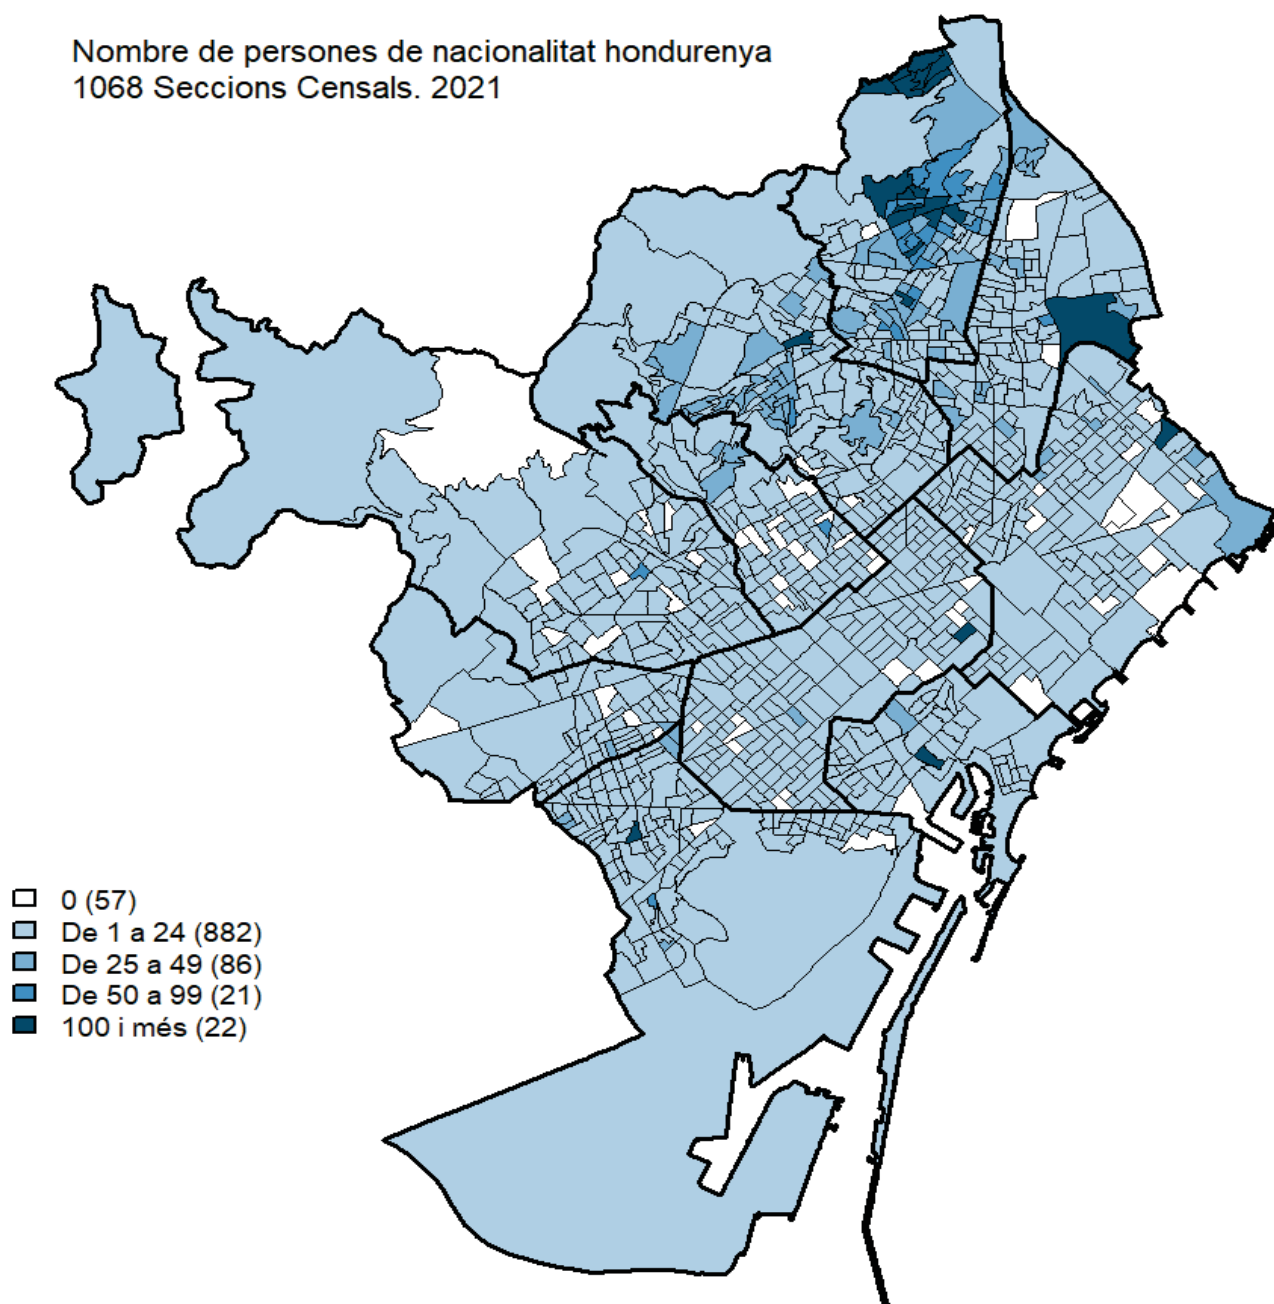 Nombre de persones de nacionalitat hondurenya
1068 Seccions Censals. 2021
0 (57)
De 1 a 24 (882)
De 25 a 49 (86)
De 50 a 99 (21)
100 i més (22)